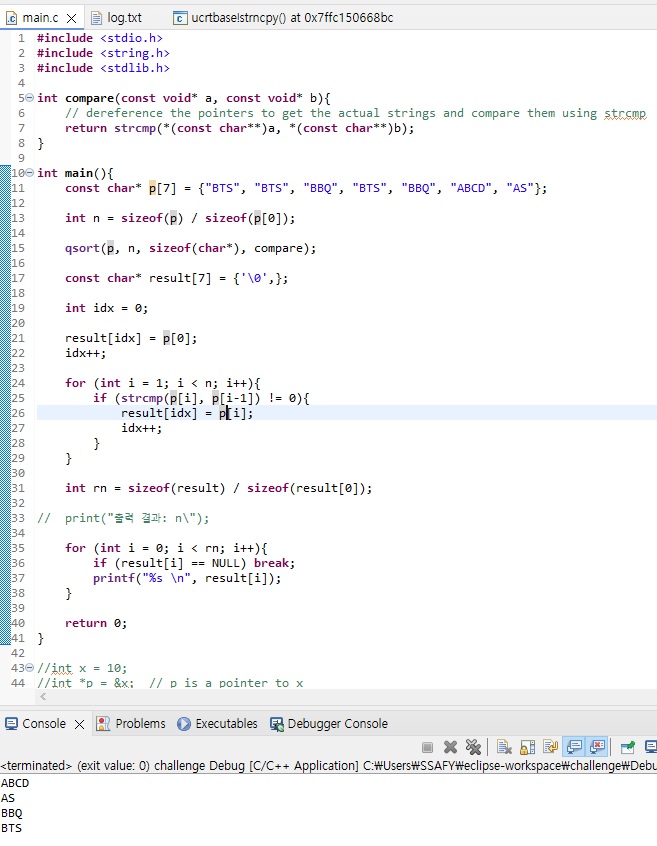 main.c log.txt ucrtbase!strncpy() at 0x7ffc150668bc
1 #include <stdio.h>
2 #include <string.h>
3 #include <stdlib.h>
4
5 int compare(const void* a, const void* b){
6 // dereference the pointers to get the actual strings and compare them using strcmp
7 return strcmp(*(const char**)a, *(const char**)b);
8 }
9
10 int main(){
11 const char* p[7] = {"BTS", "BTS", "BBQ", "BTS", "BBQ", "ABCD", "AS"};
12
13 int n = sizeof(p) / sizeof(p[0]);
14
15 qsort(p, n, sizeof(char*), compare);
16
17 const char* result[7] = {'\0',};
18
19 int idx = 0;
20
21 result[idx] = p[0];
22 idx++;
23
24 for (int i = 1; i < n; i++){
25 if (strcmp(p[i], p[i-1]) != 0){
26 result[idx] = p[i];
27 idx++;
28 }
29 }
30
31 int rn = sizeof(result) / sizeof(result[0]);
32
33 // print("출력 결과: n\");
34
35 for (int i = 0; i < rn; i++){
36 if (result[i] == NULL) break;
37 printf("%s \n", result[i]);
38 }
39
40 return 0;
41 }
42
43 //int x = 10;
44 //int *p = &x; // p is a pointer to x
Console Problems Executables Debugger Console
<terminated> (exit value: 0) challenge Debug [C/C++ Application] C:₩Users₩SSAFY₩eclipse-workspace₩challenge₩Debu
ABCD
AS
BBQ
BTS